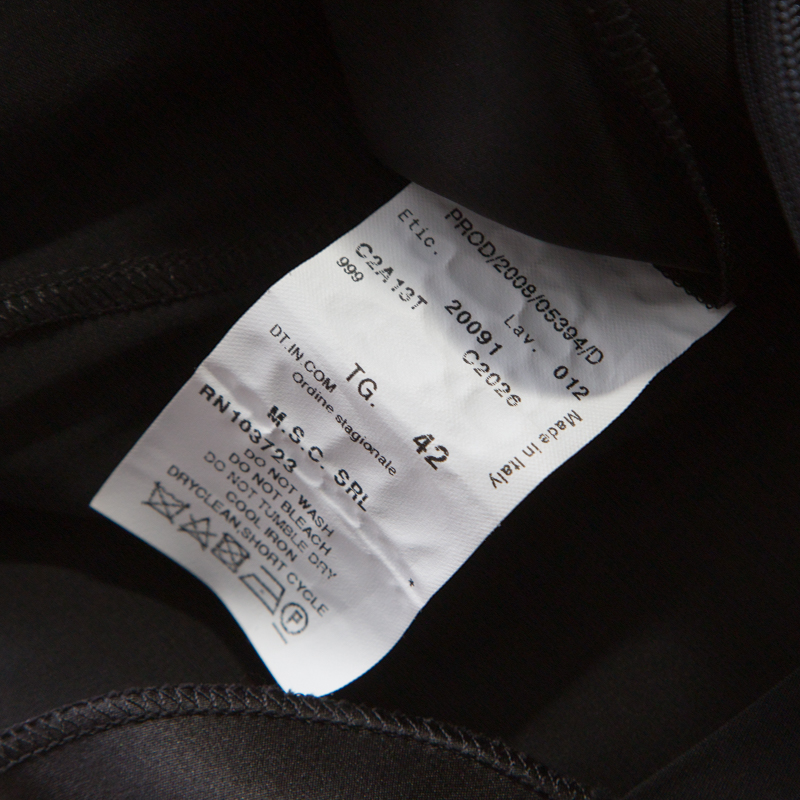 PROD/2008/05394/D
Etic. Lav. 012
C2A13T 20091 C2026
999
Made in Italy
TG. 42
DT.IN.COM
Ordine stagionale
M.S.C. SRL
RN103723
DO NOT WASH
DO NOT BLEACH
DO NOT TUMBLE DRY
COOL IRON
DRYCLEAN.SHORT CYCLE
P